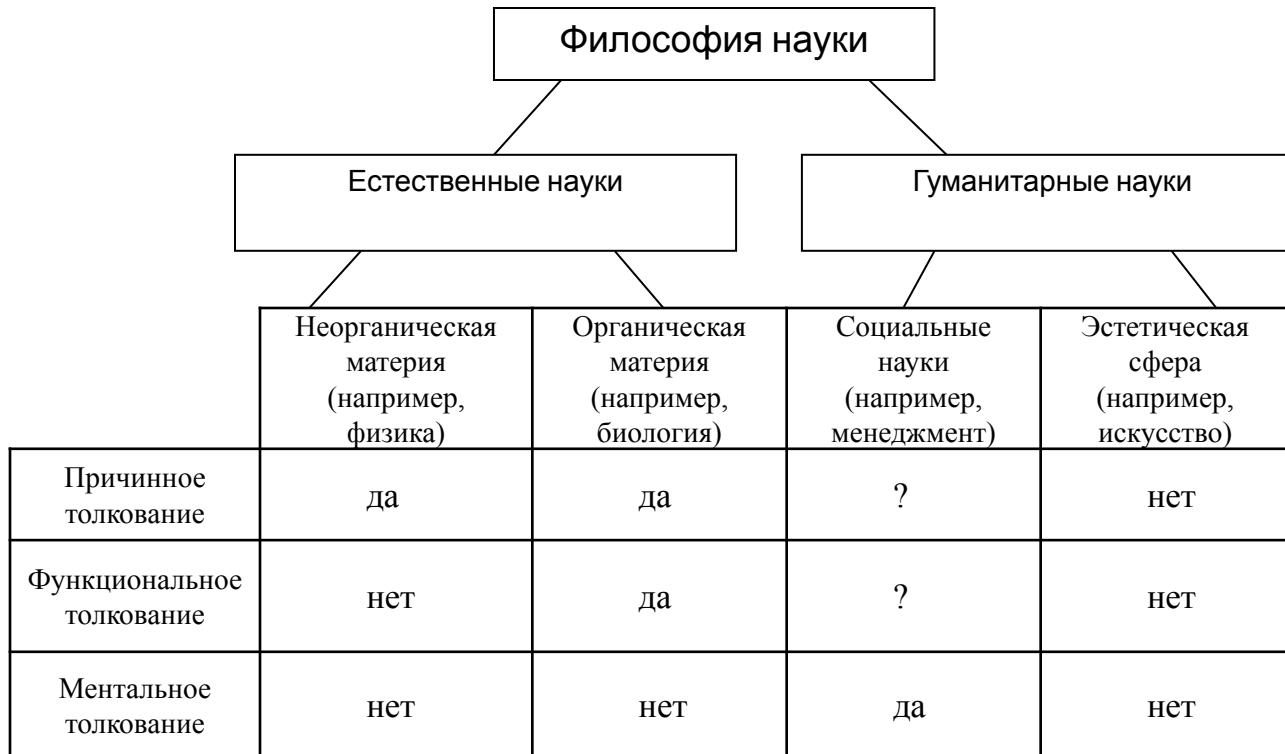 Философия науки
Естественные науки
Гуманитарные науки
Неорганическая
материя
(например,
физика)
Органическая
материя
(например,
биология)
Социальные
науки
(например,
менеджмент)
Эстетическая
сфера
(например,
искусство)
Причинное
толкование
да
да
?
нет
Функциональное
толкование
нет
да
?
нет
Ментальное
толкование
нет
нет
да
нет